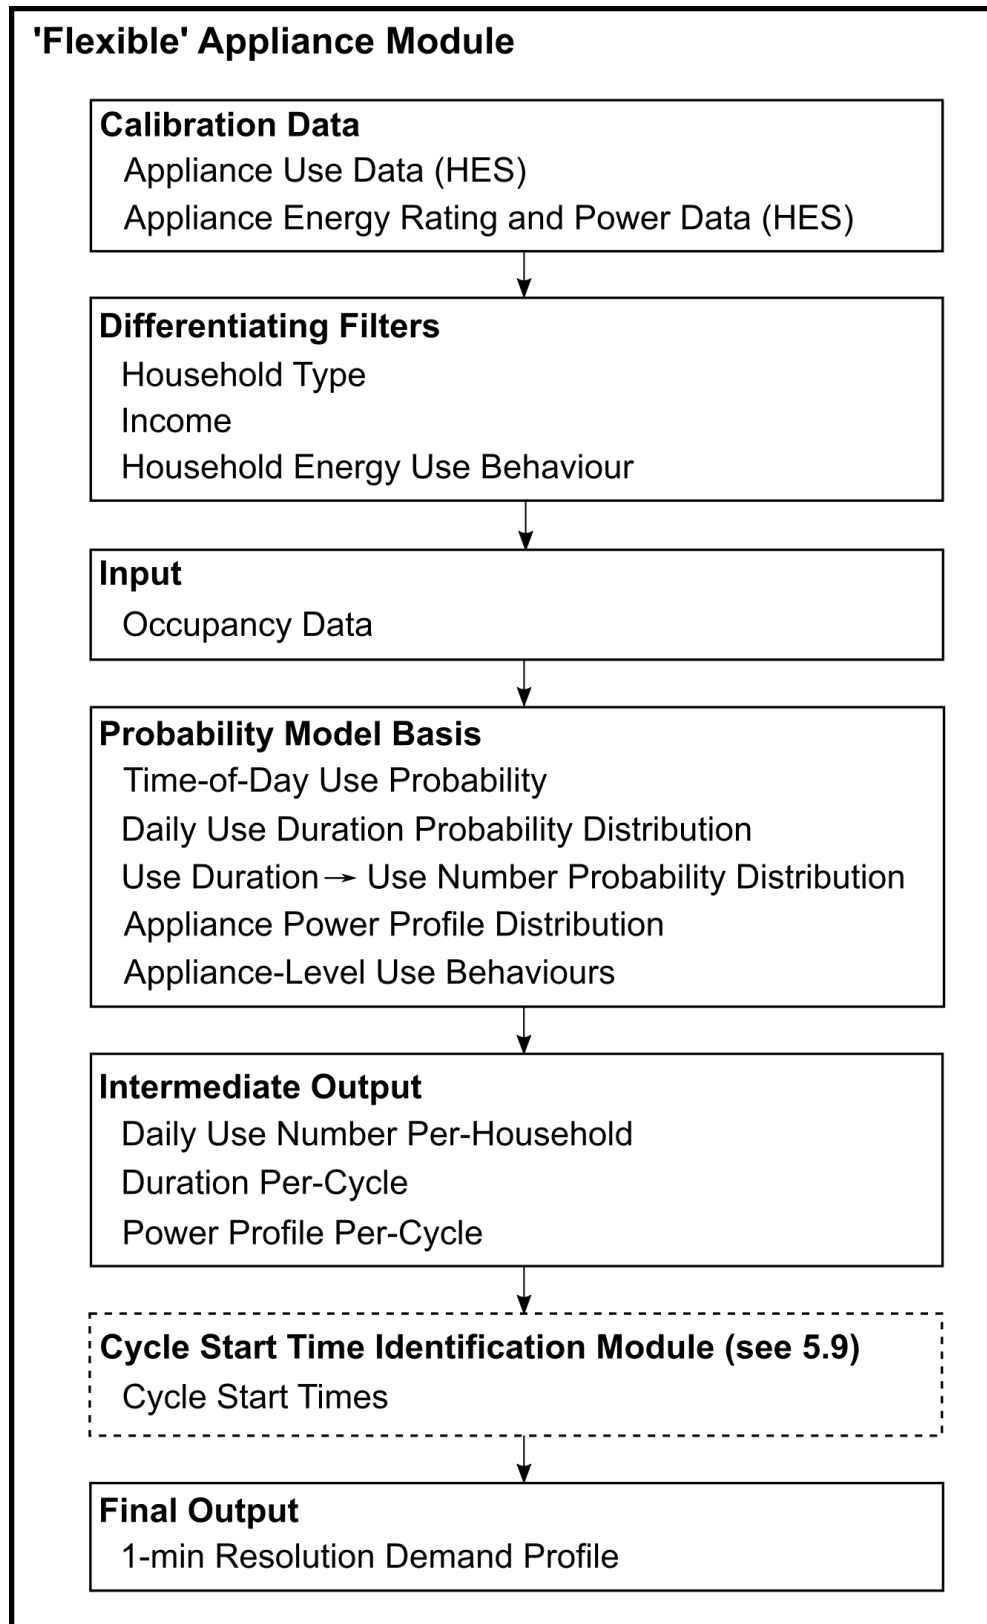 'Flexible' Appliance Module
Calibration Data
Appliance Use Data (HES)
Appliance Energy Rating and Power Data (HES)
Differentiating Filters
Household Type
Income
Household Energy Use Behaviour
Input
Occupancy Data
Probability Model Basis
Time-of-Day Use Probability
Daily Use Duration Probability Distribution
Use Duration → Use Number Probability Distribution
Appliance Power Profile Distribution
Appliance-Level Use Behaviours
Intermediate Output
Daily Use Number Per-Household
Duration Per-Cycle
Power Profile Per-Cycle
Cycle Start Time Identification Module (see 5.9)
Cycle Start Times
Final Output
1-min Resolution Demand Profile